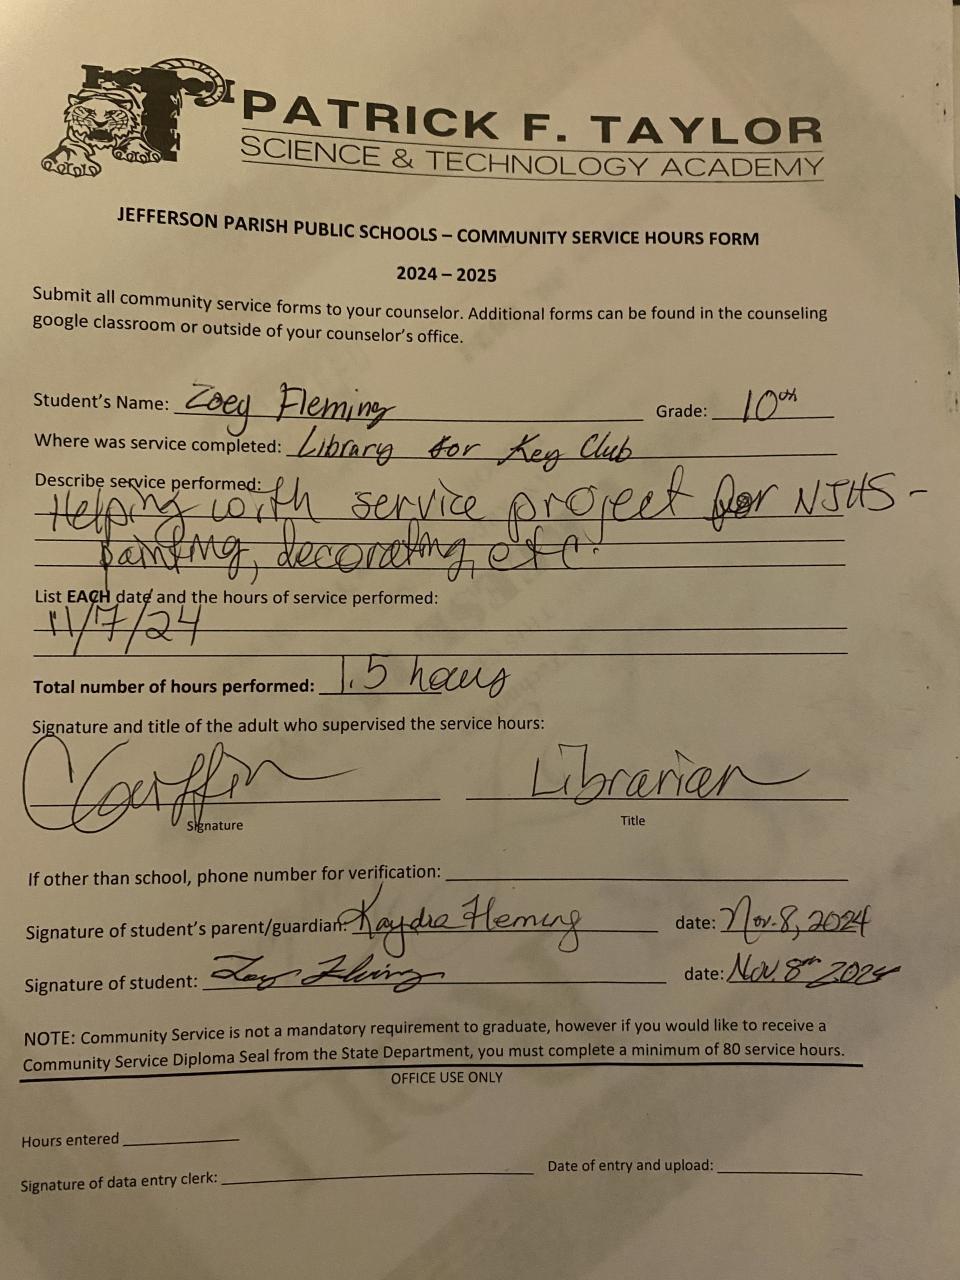 PATRICK F. TAYLOR
SCIENCE & TECHNOLOGY ACADEMY
JEFFERSON PARISH PUBLIC SCHOOLS – COMMUNITY SERVICE HOURS FORM
2024 – 2025
Submit all community service forms to your counselor. Additional forms can be found in the counseling
google classroom or outside of your counselor's office.
Student's Name: Zoey Fleming Grade: 10th
Where was service completed: Library for Key Club
Describe service performed:
Helping with service project for NJHS -
painting, decorating, etc.
List EACH date and the hours of service performed:
11/7/24
Total number of hours performed: 1.5 hours
Signature and title of the adult who supervised the service hours:
Librarian
Signature Title
If other than school, phone number for verification:
Signature of student's parent/guardian: Kaydra Fleming date: Nov. 8, 2024
Signature of student: Zoey Fleming date: Nov. 8th 2024
NOTE: Community Service is not a mandatory requirement to graduate, however if you would like to receive a
Community Service Diploma Seal from the State Department, you must complete a minimum of 80 service hours.
OFFICE USE ONLY
Hours entered
Signature of data entry clerk: Date of entry and upload: